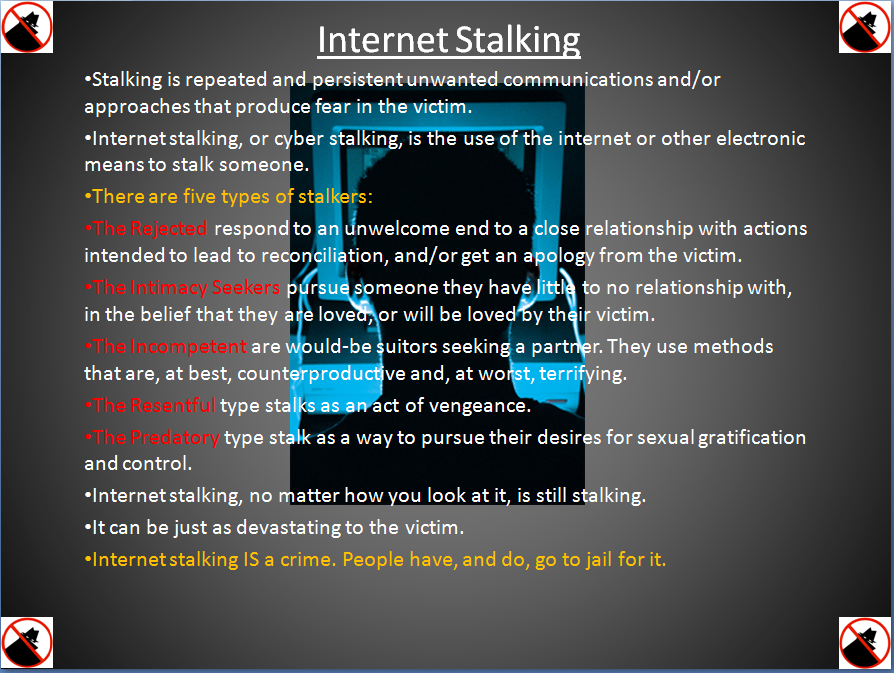 Internet Stalking
•Stalking is repeated and persistent unwanted communications and/or
approaches that produce fear in the victim.
•Internet stalking, or cyber stalking, is the use of the internet or other electronic
means to stalk someone.
•There are five types of stalkers:
•The Rejected respond to an unwelcome end to a close relationship with actions
intended to lead to reconciliation, and/or get an apology from the victim.
•The Intimacy Seekers pursue someone they have little to no relationship with,
in the belief that they are loved, or will be loved by their victim.
•The Incompetent are would-be suitors seeking a partner. They use methods
that are, at best, counterproductive and, at worst, terrifying.
•The Resentful type stalks as an act of vengeance.
•The Predatory type stalk as a way to pursue their desires for sexual gratification
and control.
•Internet stalking, no matter how you look at it, is still stalking.
•It can be just as devastating to the victim.
•Internet stalking IS a crime. People have, and do, go to jail for it.